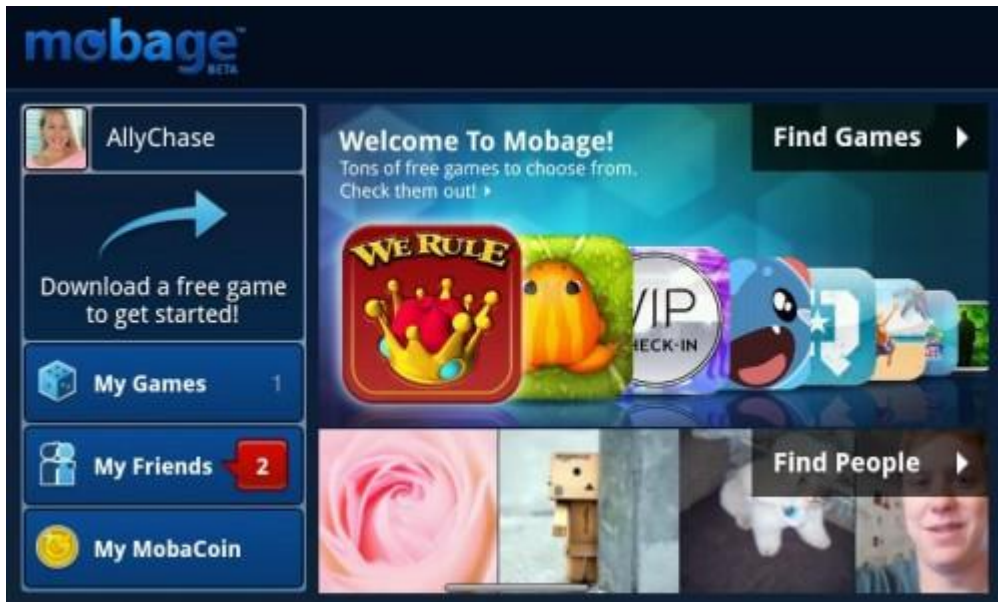 mobage™
BETA
AllyChase
Download a free game
to get started!
My Games 1
My Friends 2
My MobaCoin
Welcome To Mobage!
Tons of free games to choose from.
Check them out!
Find Games
WE RULE
VIP
CHECK-IN
Find People